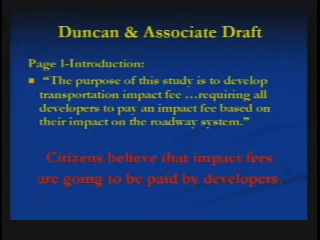 Duncan & Associate Draft
Page 1-Introduction:
"The purpose of this study is to develop
transportation impact fee ...requiring all
developers to pay an impact fee based on
their impact on the roadway system."
Citizens believe that impact fees
are going to be paid by developers.